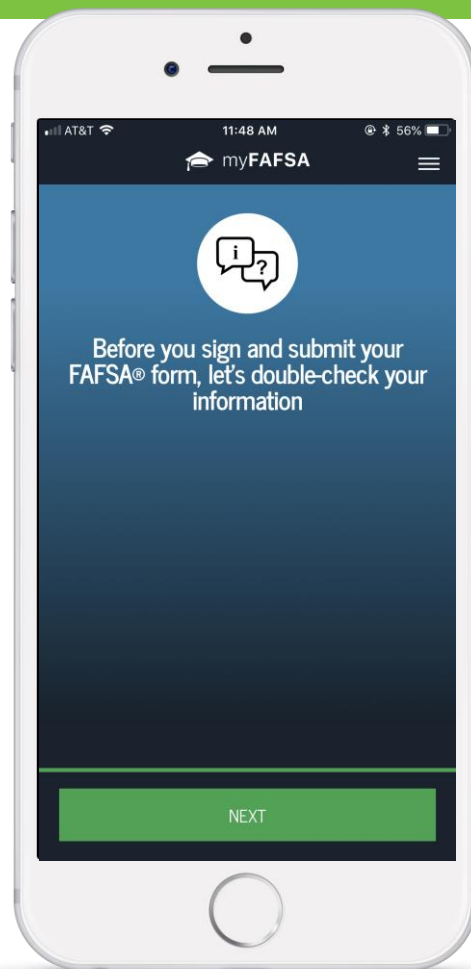 AT&T 11:48 AM 56%
myFAFSA
i ?
Before you sign and submit your
FAFSA® form, let's double-check your
information
NEXT